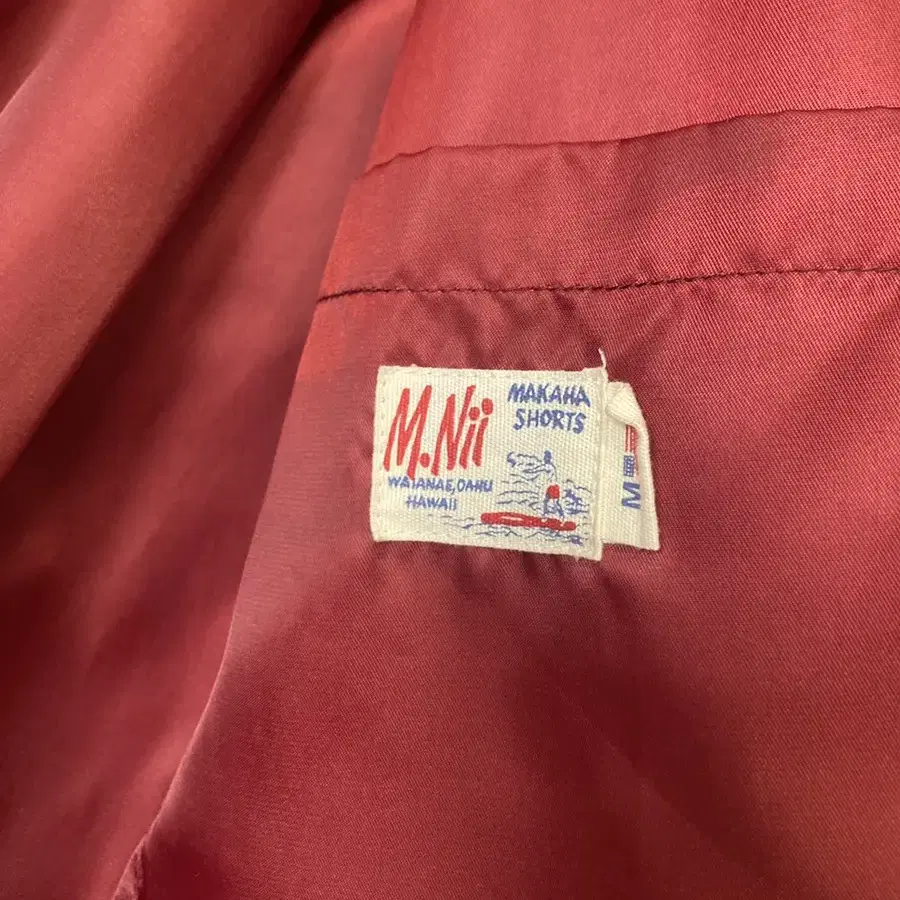 M.Nii
MAKAHA
SHORTS
WAIANAE, OAHU
HAWAII
M